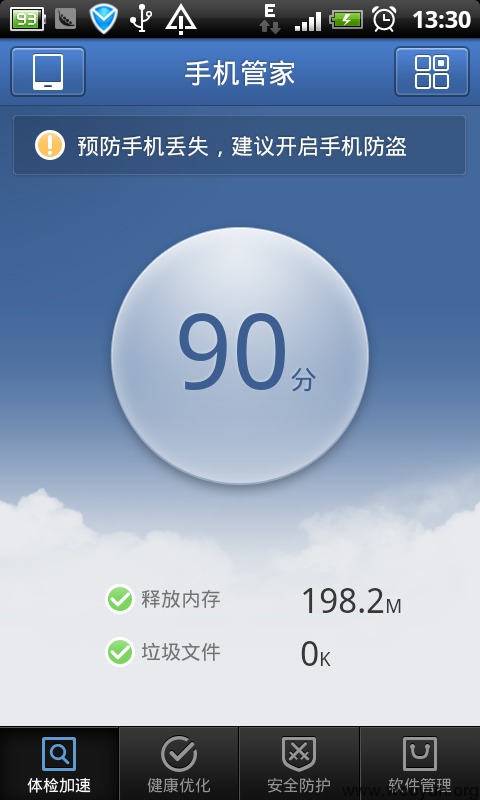 93 E 13:30
手机管家
预防手机丢失，建议开启手机防盗
90分
释放内存 198.2M
垃圾文件 0K
体检加速 健康优化 安全防护 软件管理